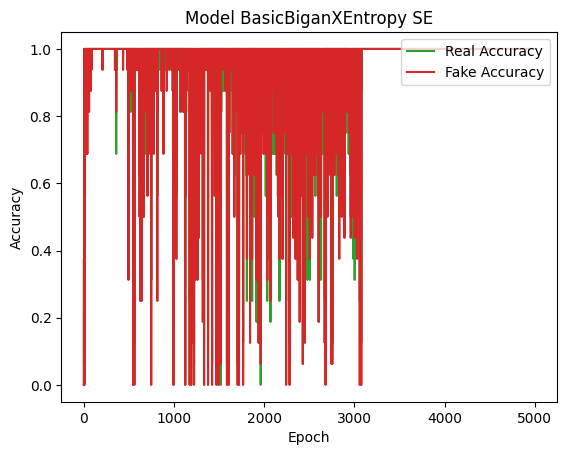 Model BasicBiganXEntropy SE
Real Accuracy
Fake Accuracy
1.0
0.8
0.6
0.4
0.2
0.0
Accuracy
0 1000 2000 3000 4000 5000
Epoch